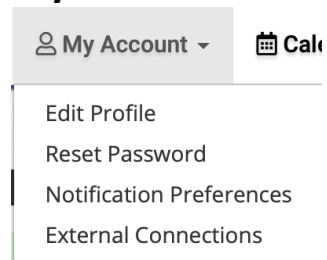 My Account
Edit Profile
Reset Password
Notification Preferences
External Connections